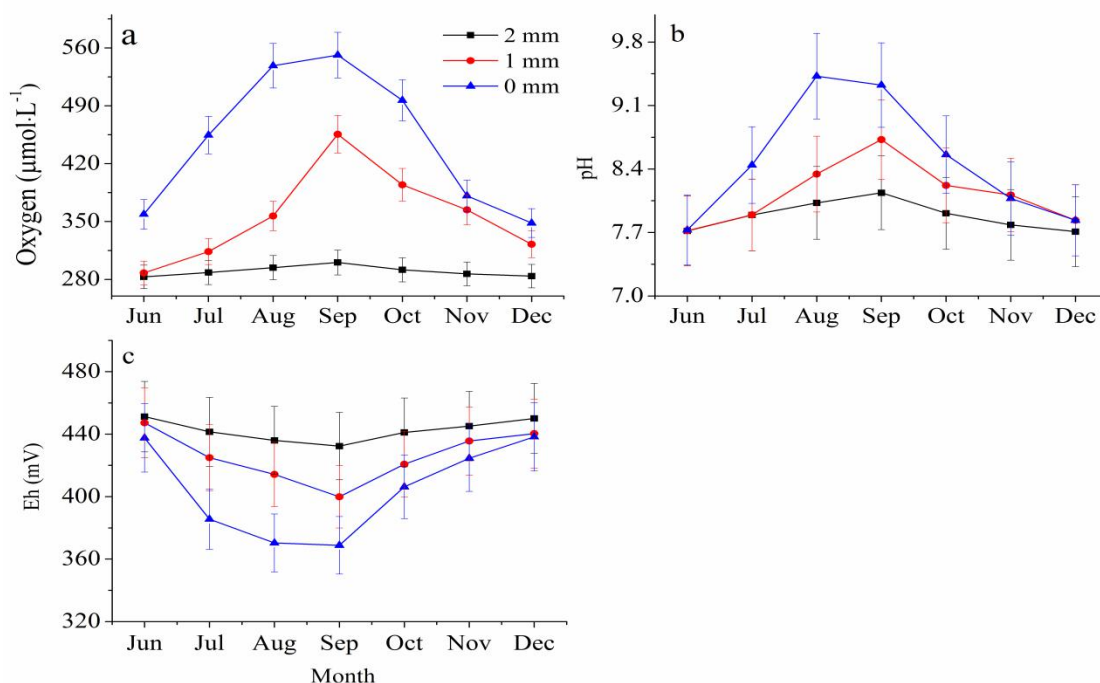 a
2 mm
1 mm
0 mm
Oxygen (μmol·L⁻¹)
560
490
420
350
280
Jun Jul Aug Sep Oct Nov Dec
b
pH
9.8
9.1
8.4
7.7
7.0
Jun Jul Aug Sep Oct Nov Dec
c
Eh (mV)
480
440
400
360
320
Jun Jul Aug Sep Oct Nov Dec
Month